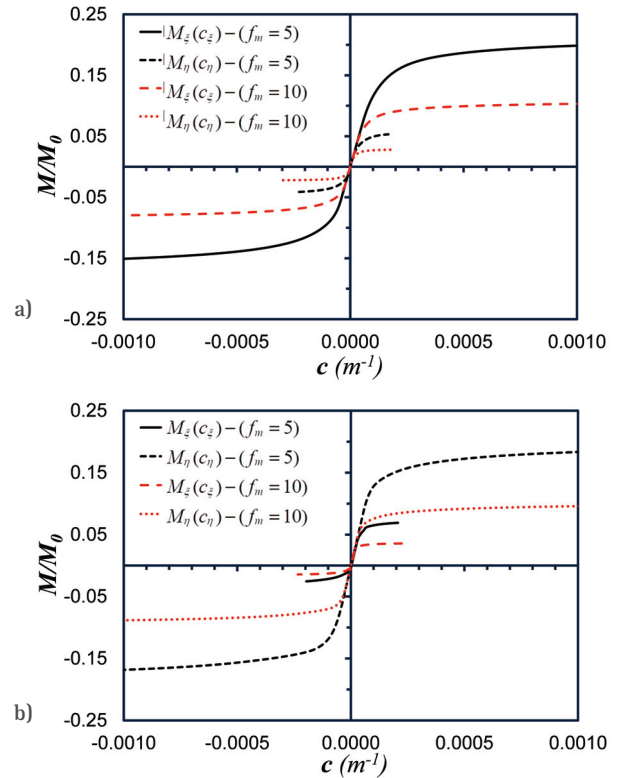 0.25
|M_ξ(c_ξ)−(f_m=5)
|M_η(c_η)−(f_m=5)
|M_ξ(c_ξ)−(f_m=10)
|M_η(c_η)−(f_m=10)
0.15
0.05
-0.05
-0.15
-0.25
M/M_0
a)
-0.0010 -0.0005 0.0000 0.0005 0.0010
c (m^-1)
0.25
M_ξ(c_ξ)−(f_m=5)
M_η(c_η)−(f_m=5)
M_ξ(c_ξ)−(f_m=10)
M_η(c_η)−(f_m=10)
0.15
0.05
-0.05
-0.15
-0.25
M/M_0
b)
-0.0010 -0.0005 0.0000 0.0005 0.0010
c (m^-1)